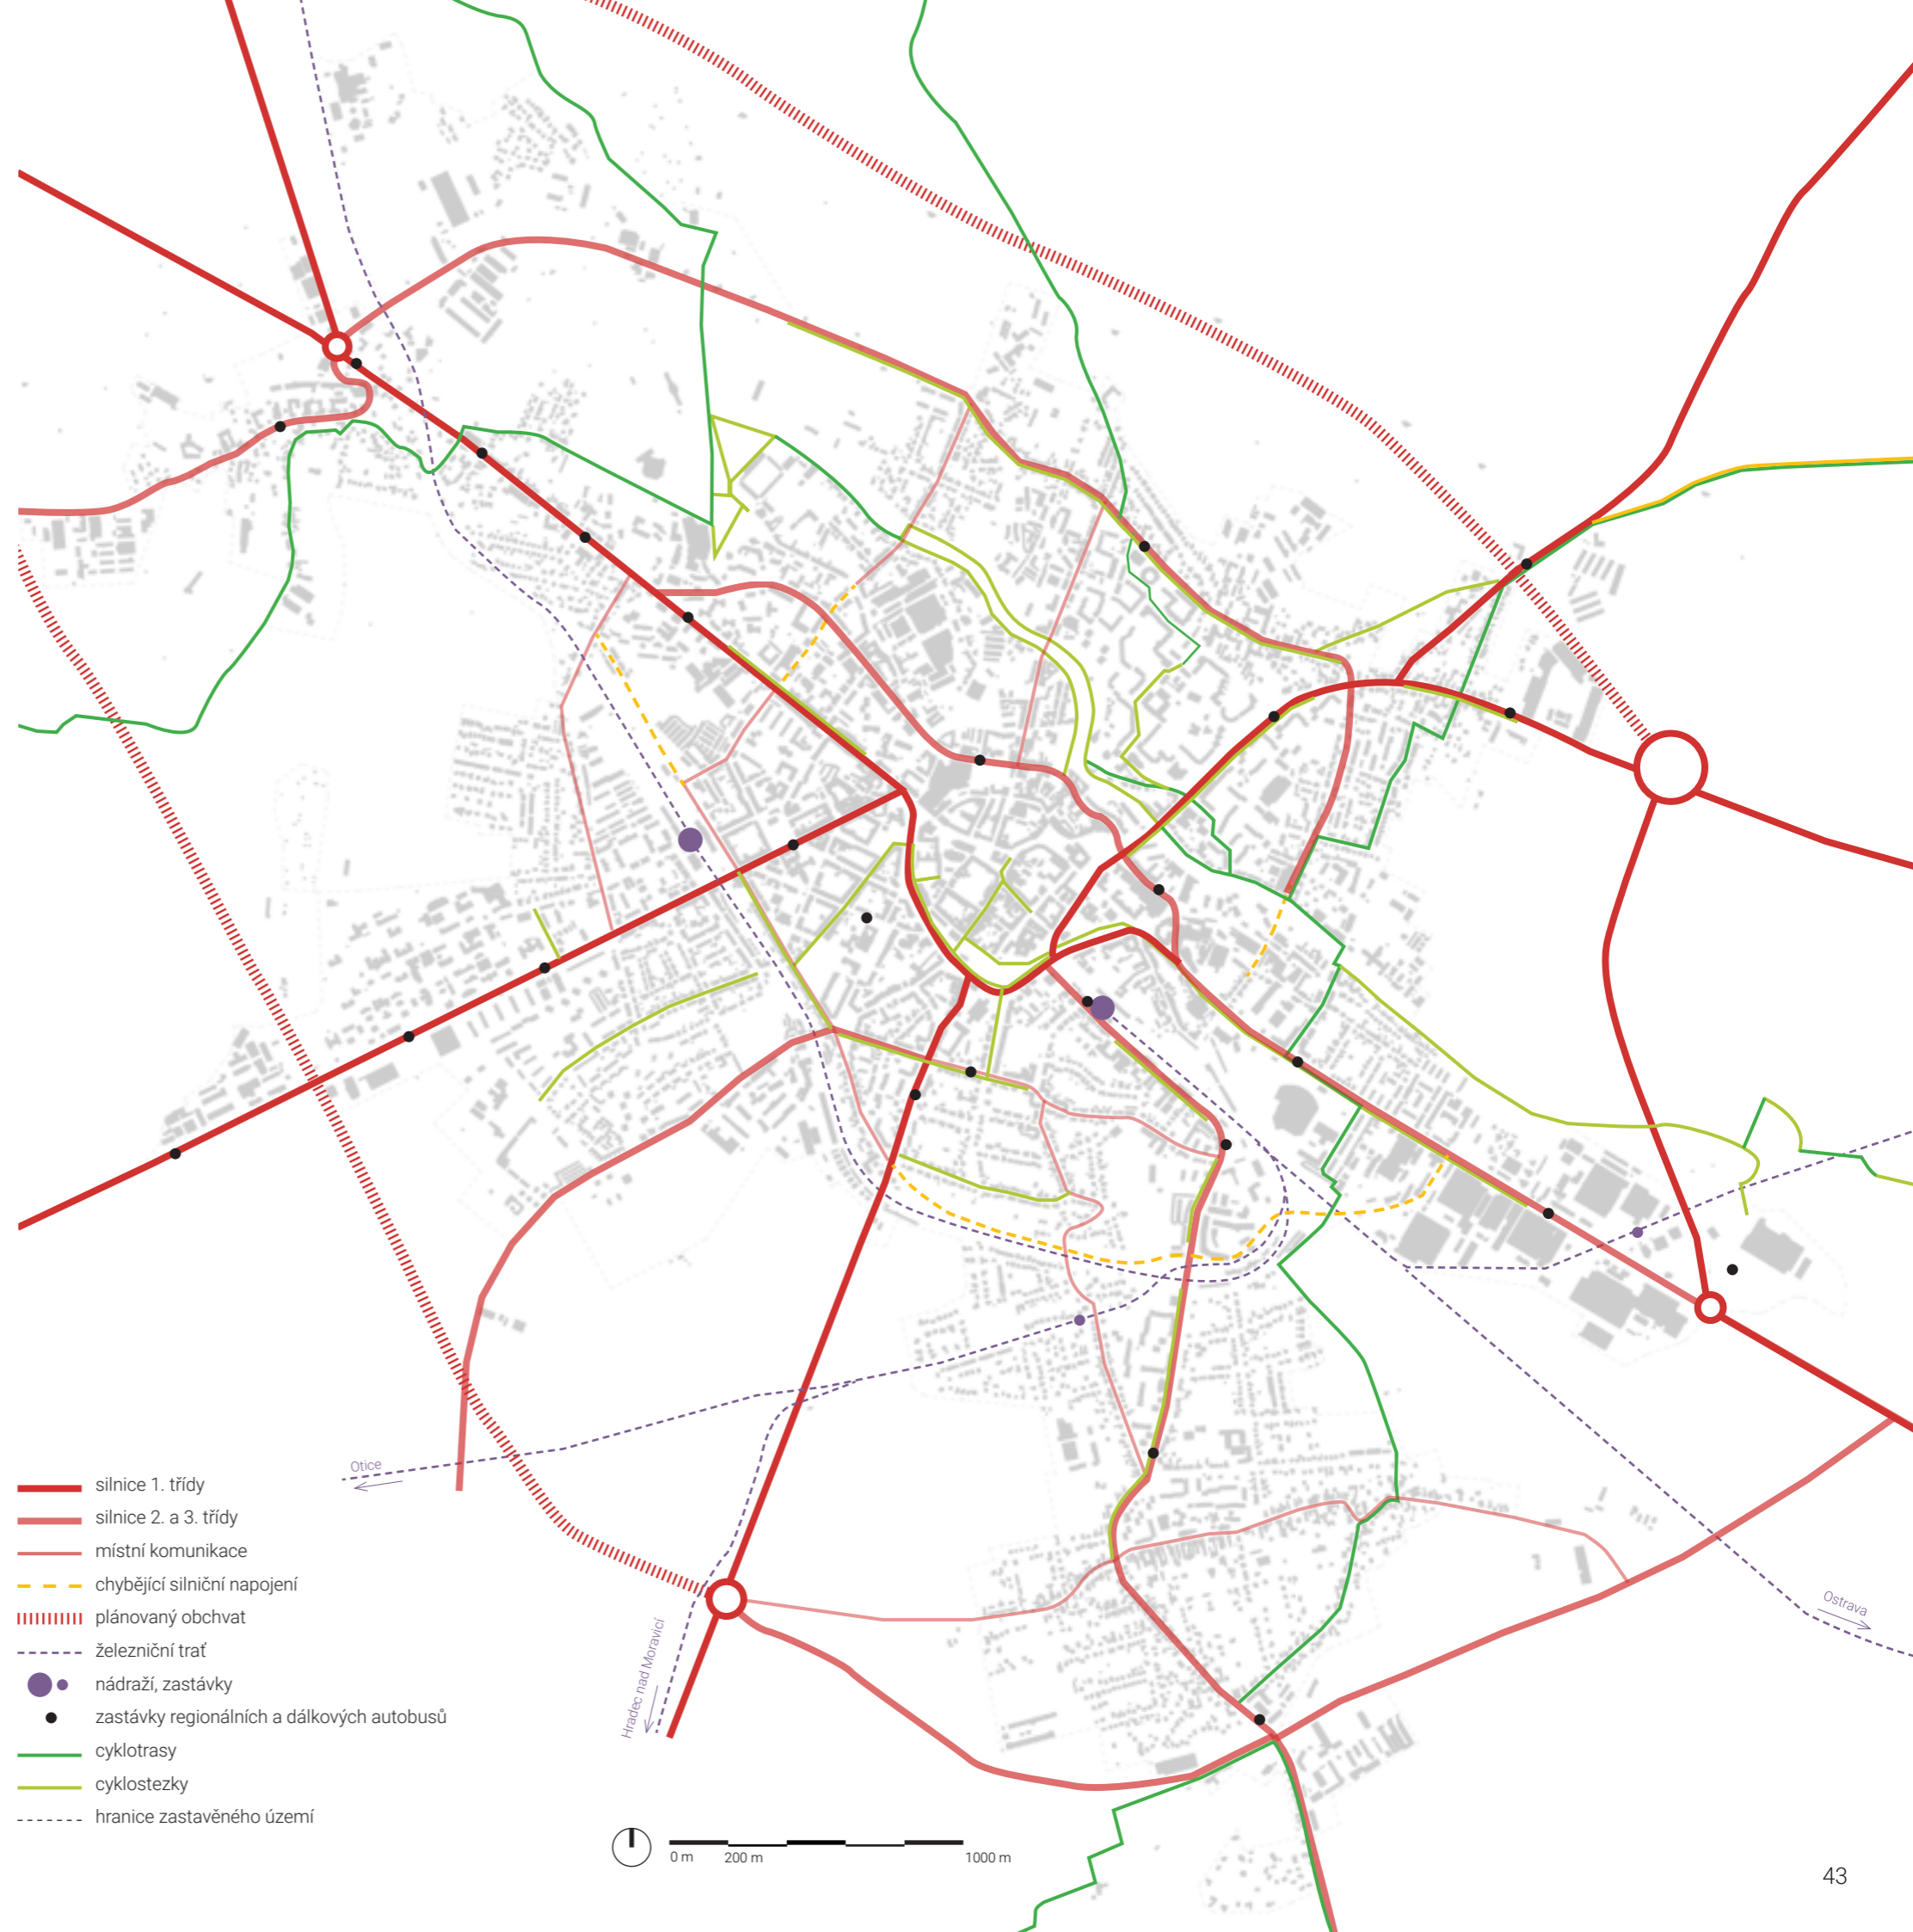 Otice
silnice 1. třídy
silnice 2. a 3. třídy
místní komunikace
chybějící silniční napojení
plánovaný obchvat
železniční trať
nádraží, zastávky
zastávky regionálních a dálkových autobusů
cyklotrasy
cyklostezky
hranice zastavěného území
Hradec nad Moravicí
Ostrava
0 m 200 m 1000 m
43